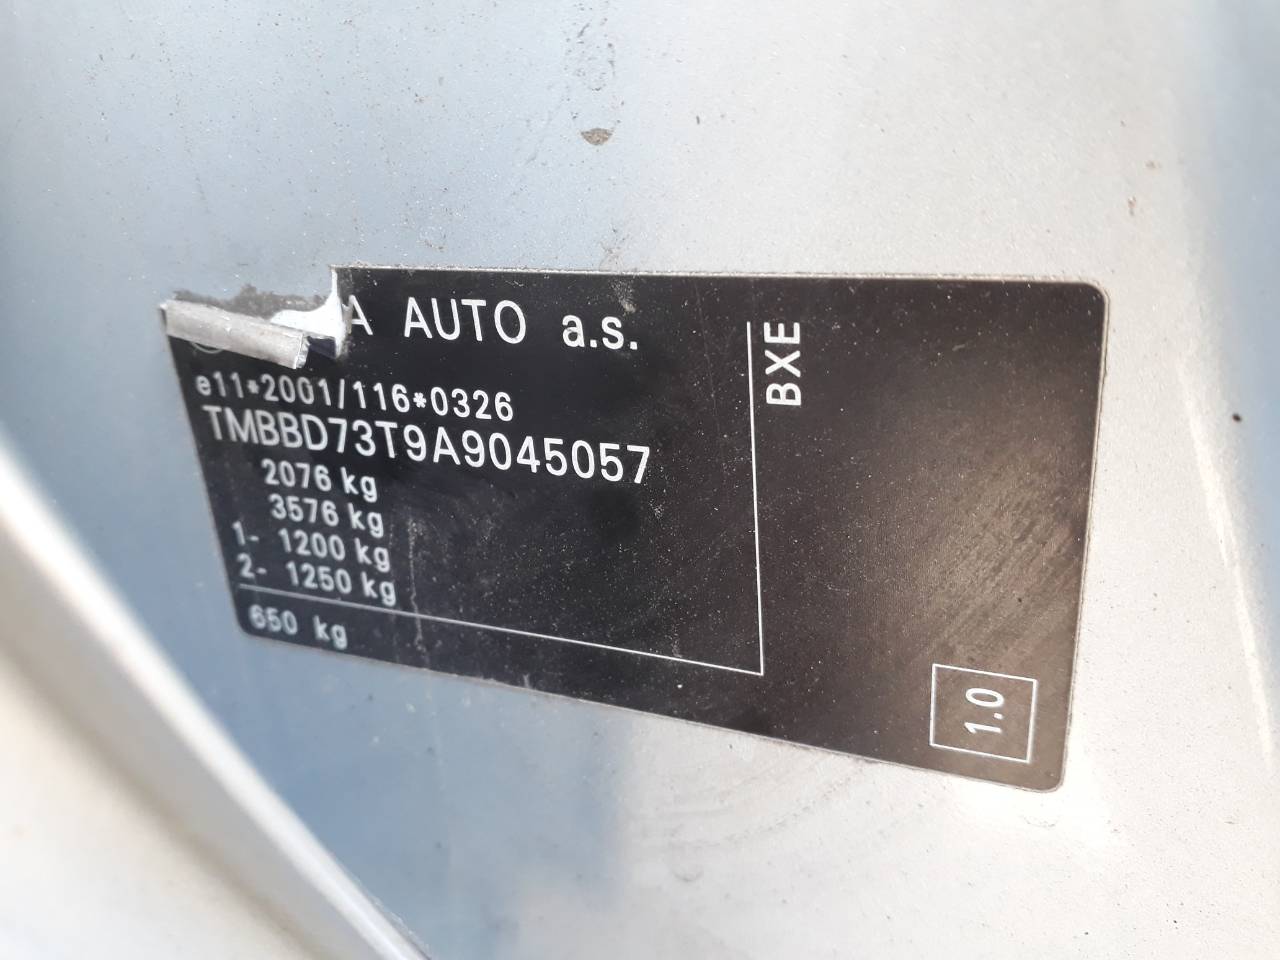 A AUTO a.s.
e11*2001/116*0326
TMBBD73T9A9045057
2076 kg
3576 kg
1- 1200 kg
2- 1250 kg
650 kg
BXE
1.0